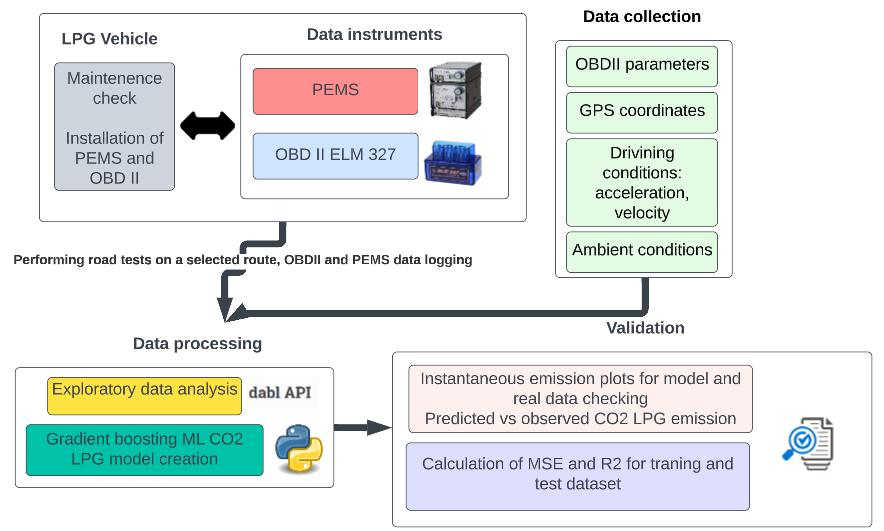 LPG Vehicle
Maintenence
check
Installation of
PEMS and
OBD II
Data instruments
PEMS
OBD II ELM 327
Data collection
OBDII parameters
GPS coordinates
Drivining
conditions:
acceleration,
velocity
Ambient conditions
Performing road tests on a selected route, OBDII and PEMS data logging
Data processing
Exploratory data analysis
dabl API
Gradient boosting ML CO2
LPG model creation
Validation
Instantaneous emission plots for model and
real data checking
Predicted vs observed CO2 LPG emission
Calculation of MSE and R2 for traning and
test dataset